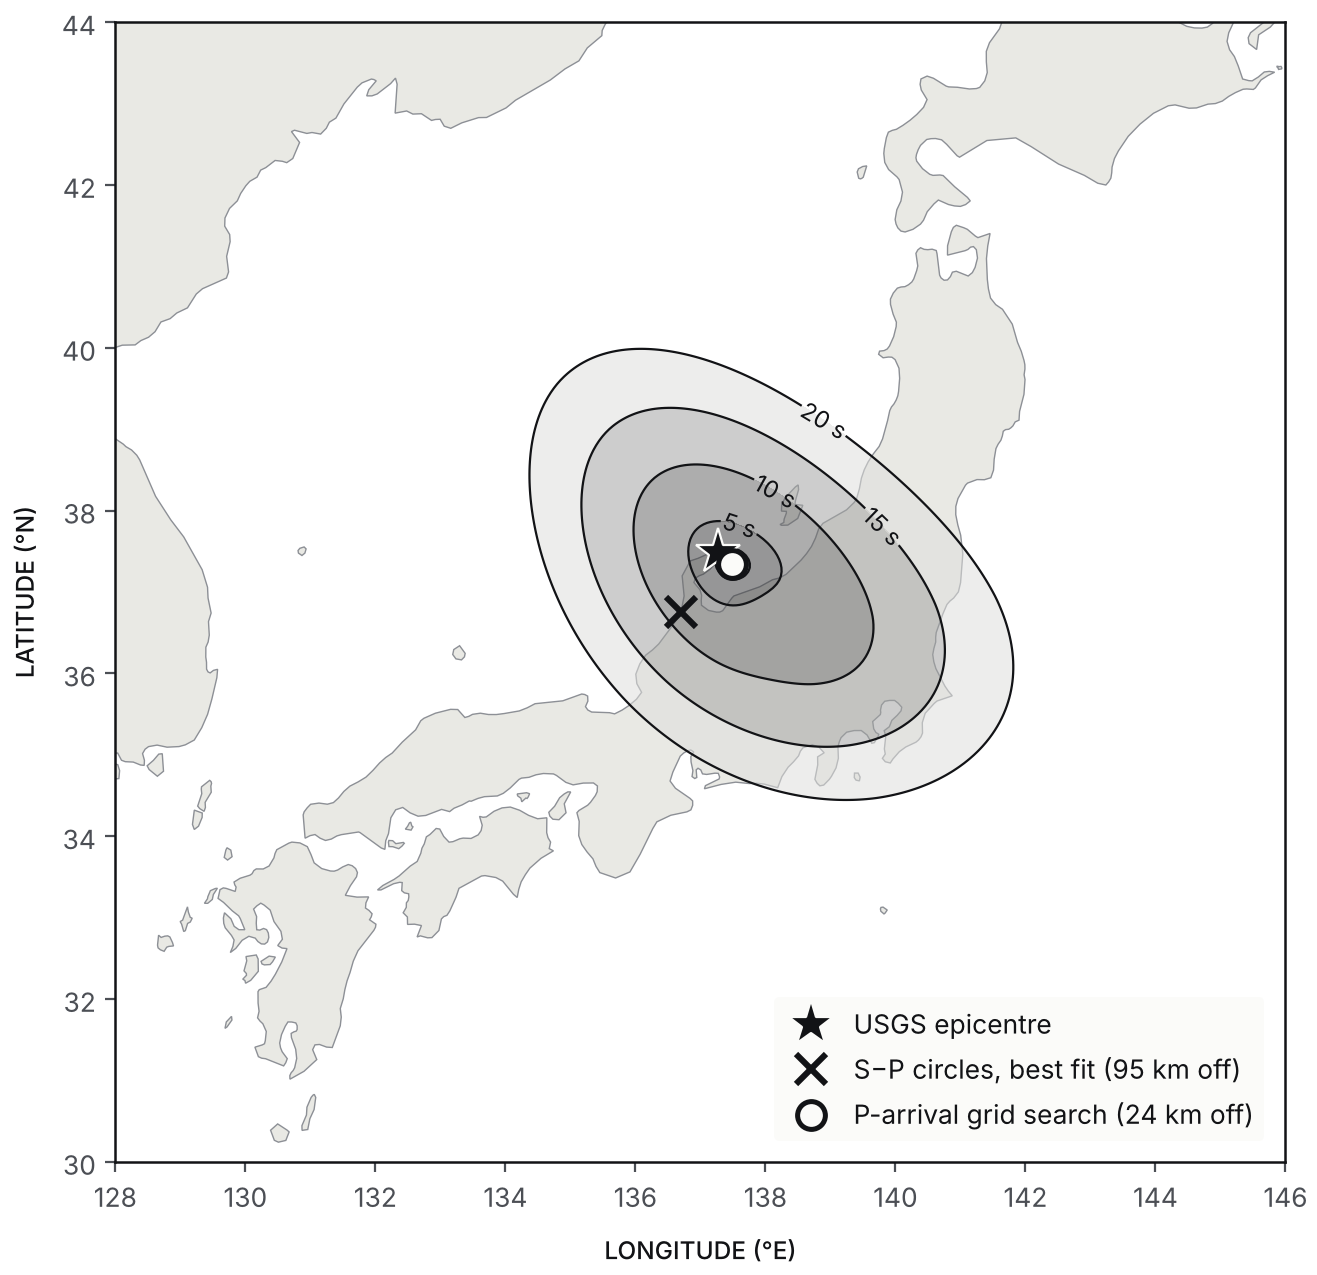 44
42
40
38
36
34
32
30
LATITUDE (°N)
20 s
10 s
15 s
5 s
USGS epicentre
S−P circles, best fit (95 km off)
P-arrival grid search (24 km off)
128 130 132 134 136 138 140 142 144 146
LONGITUDE (°E)